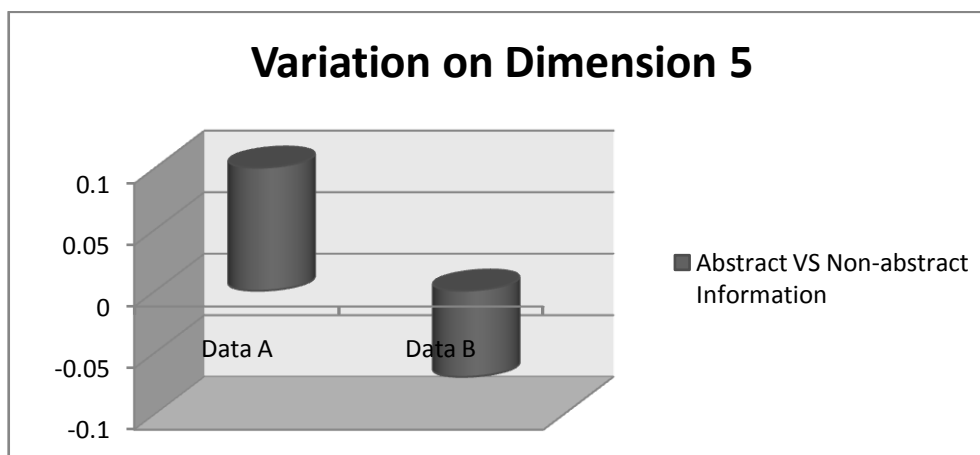 Variation on Dimension 5
0.1
0.05
0
-0.05
-0.1
Data A
Data B
Abstract VS Non-abstract
Information